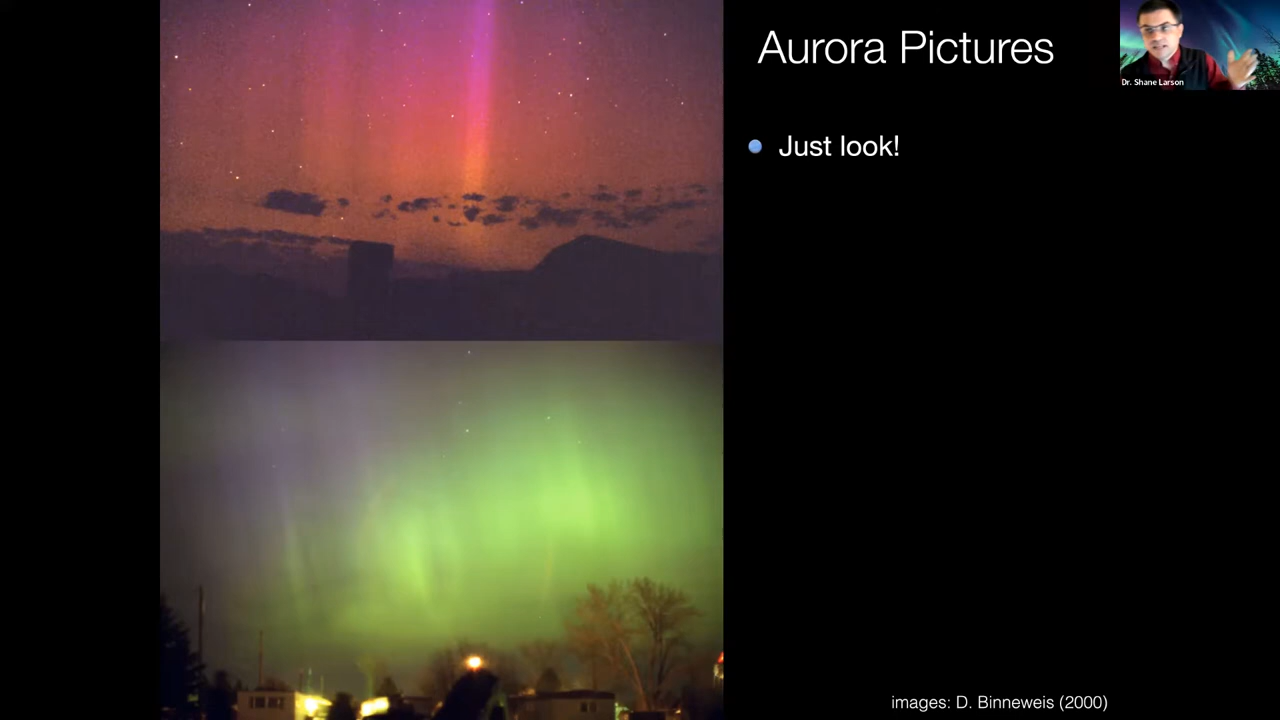 Aurora Pictures
Dr. Shane Larson
Just look!
images: D. Binneweis (2000)